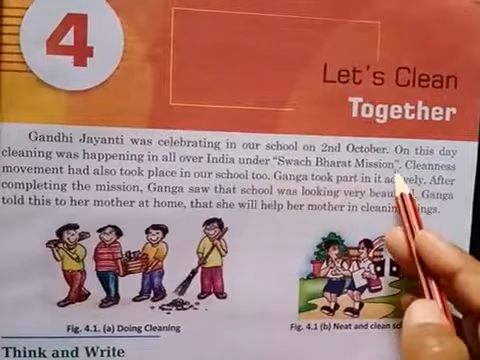 4
Let's Clean
Together
Gandhi Jayanti was celebrating in our school on 2nd October. On this day
cleaning was happening in all over India under "Swach Bharat Mission". Cleanness
movement had also took place in our school too. Ganga took part in it actively. After
completing the mission, Ganga saw that school was looking very Ganga
told this to her mother at home, that she will help her mother in
Fig. 4.1. (a) Doing Cleaning
Fig. 4.1 (b) Neat and clean
Think and Write